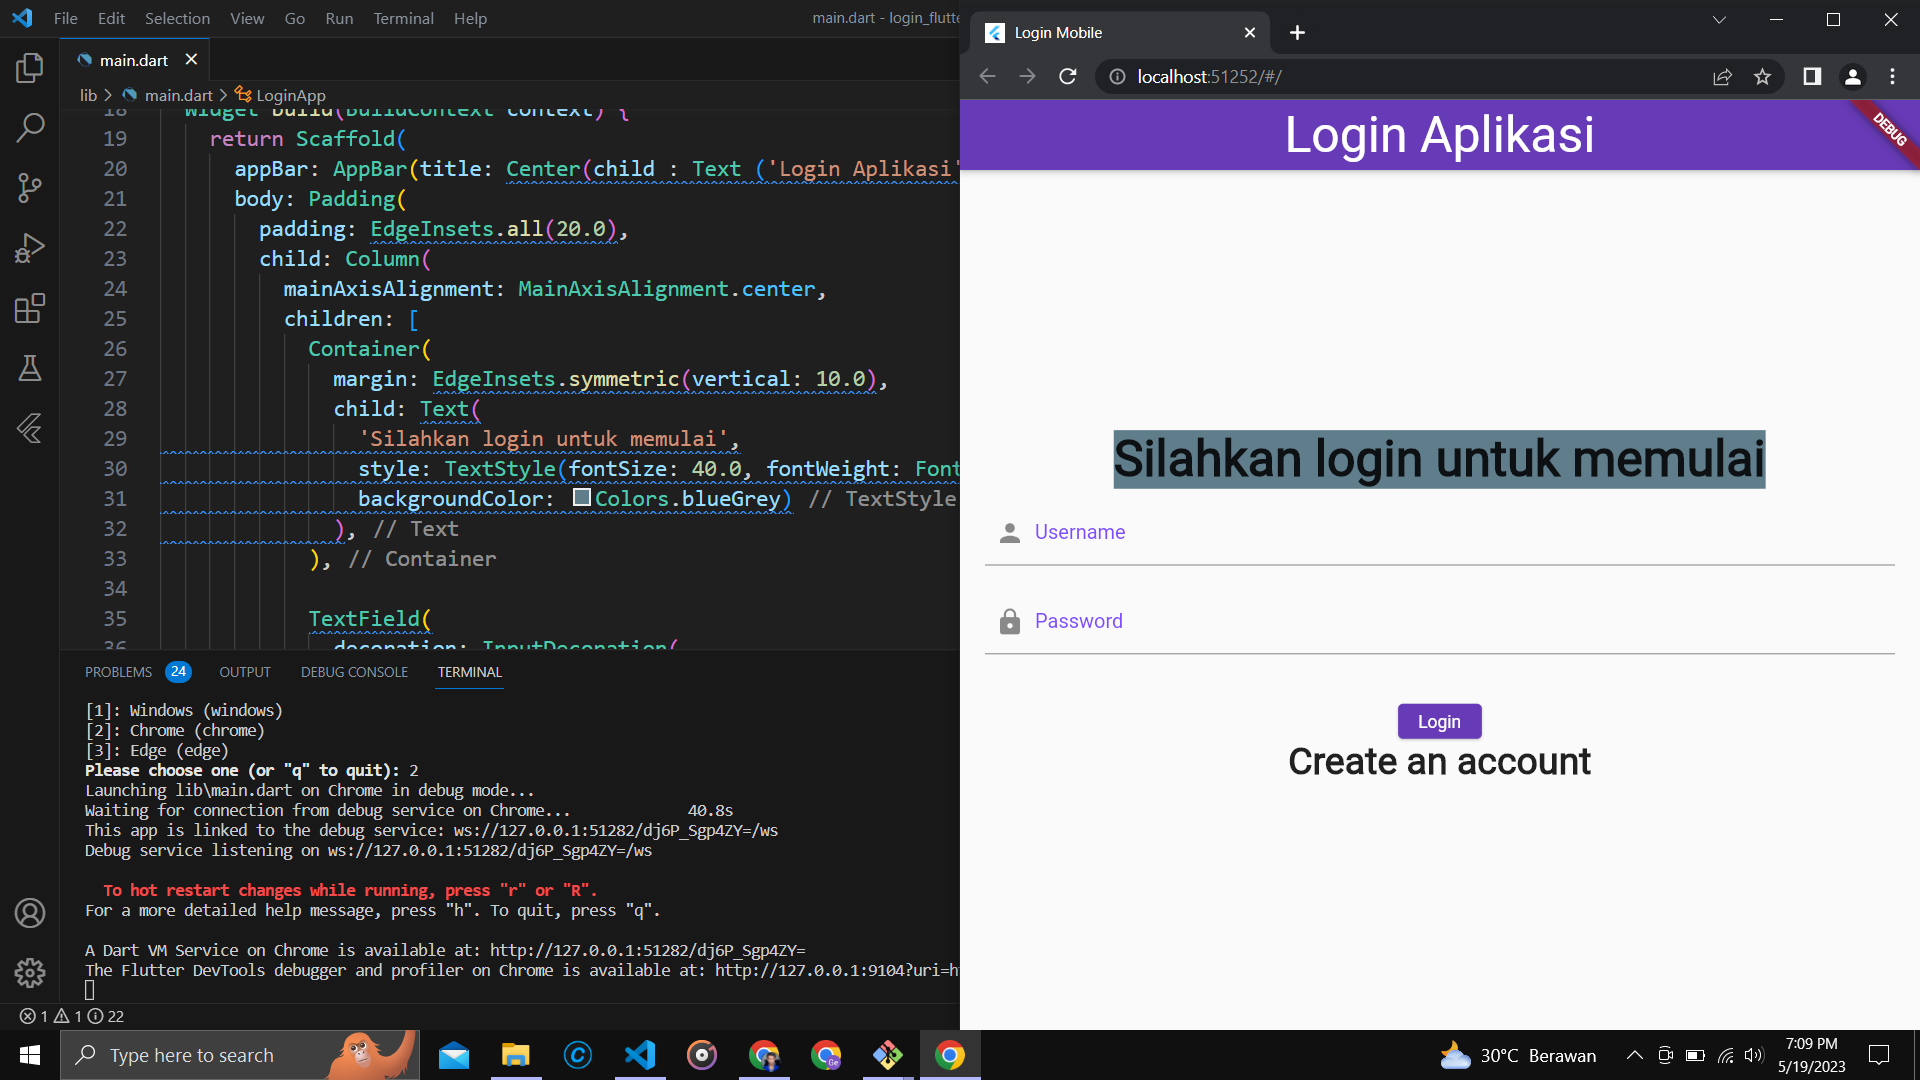 File Edit Selection View Go Run Terminal Help main.dart - login_flutte
main.dart
lib > main.dart > LoginApp
18 Widget build(BuildContext context) {
19 return Scaffold(
20 appBar: AppBar(title: Center(child : Text ('Login Aplikasi'
21 body: Padding(
22 padding: EdgeInsets.all(20.0),
23 child: Column(
24 mainAxisAlignment: MainAxisAlignment.center,
25 children: [
26 Container(
27 margin: EdgeInsets.symmetric(vertical: 10.0),
28 child: Text(
29 'Silahkan login untuk memulai',
30 style: TextStyle(fontSize: 40.0, fontWeight: Font
31 backgroundColor: Colors.blueGrey) // TextStyle
32 ), // Text
33 ), // Container
34
35 TextField(
36 decoration: InputDecoration(
PROBLEMS 24 OUTPUT DEBUG CONSOLE TERMINAL
[1]: Windows (windows)
[2]: Chrome (chrome)
[3]: Edge (edge)
Please choose one (or "q" to quit): 2
Launching lib\main.dart on Chrome in debug mode...
Waiting for connection from debug service on Chrome... 40.8s
This app is linked to the debug service: ws://127.0.0.1:51282/dj6P_Sgp4ZY=/ws
Debug service listening on ws://127.0.0.1:51282/dj6P_Sgp4ZY=/ws
To hot restart changes while running, press "r" or "R".
For a more detailed help message, press "h". To quit, press "q".
A Dart VM Service on Chrome is available at: http://127.0.0.1:51282/dj6P_Sgp4ZY=
The Flutter DevTools debugger and profiler on Chrome is available at: http://127.0.0.1:9104?uri=h
1 1 22
Login Mobile
localhost:51252/#/
Login Aplikasi
DEBUG
Silahkan login untuk memulai
Username
Password
Login
Create an account
Type here to search
Ge
30°C Berawan
7:09 PM
5/19/2023